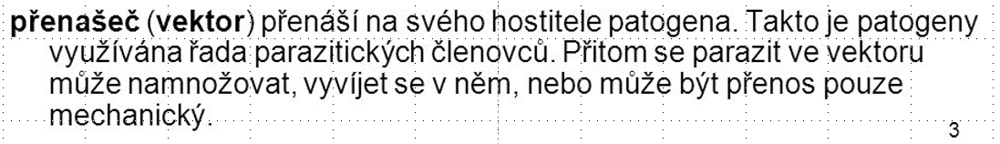 přenašeč (vektor) přenáší na svého hostitele patogena. Takto je patogeny
využívána řada parazitických členovců. Přitom se parazit ve vektoru
může namnožovat, vyvíjet se v něm, nebo může být přenos pouze
mechanický.
3